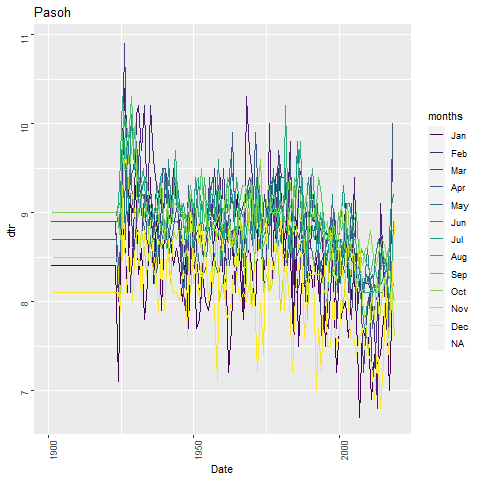 Pasoh
11
10
9
8
7
dtr
1900
1950
2000
Date
months
Jan
Feb
Mar
Apr
May
Jun
Jul
Aug
Sep
Oct
Nov
Dec
NA